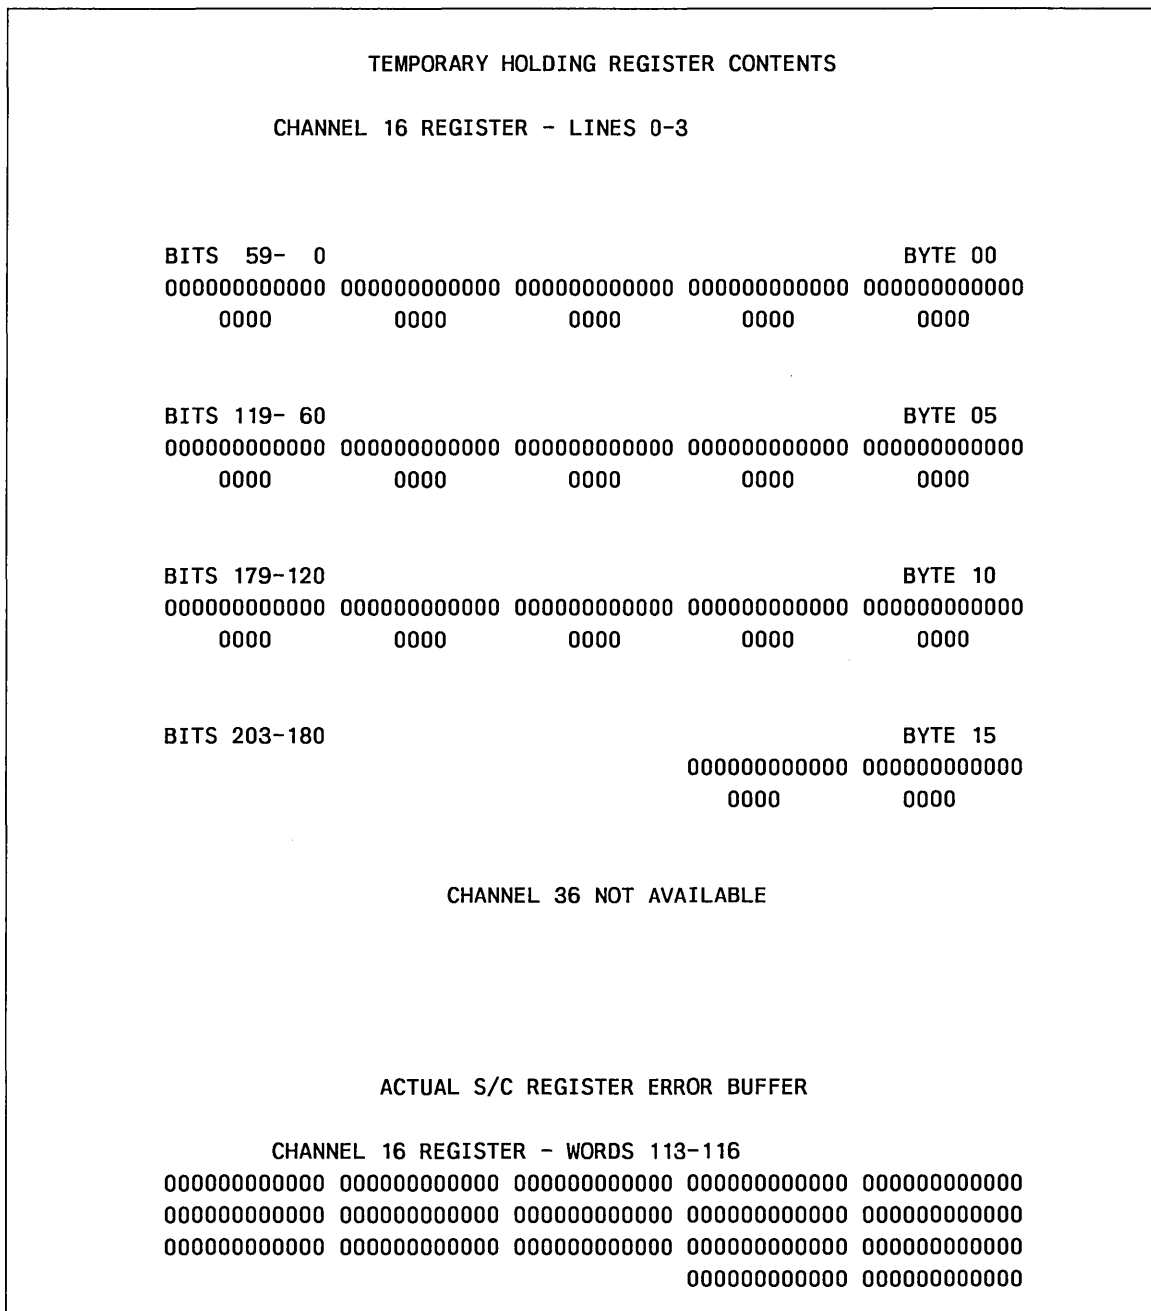 TEMPORARY HOLDING REGISTER CONTENTS
CHANNEL 16 REGISTER - LINES 0-3
BITS 59- 0 BYTE 00
000000000000 000000000000 000000000000 000000000000 000000000000
0000 0000 0000 0000 0000
BITS 119- 60 BYTE 05
000000000000 000000000000 000000000000 000000000000 000000000000
0000 0000 0000 0000 0000
BITS 179-120 BYTE 10
000000000000 000000000000 000000000000 000000000000 000000000000
0000 0000 0000 0000 0000
BITS 203-180 BYTE 15
000000000000 000000000000
0000 0000
CHANNEL 36 NOT AVAILABLE
ACTUAL S/C REGISTER ERROR BUFFER
CHANNEL 16 REGISTER - WORDS 113-116
000000000000 000000000000 000000000000 000000000000 000000000000
000000000000 000000000000 000000000000 000000000000 000000000000
000000000000 000000000000 000000000000 000000000000 000000000000
000000000000 000000000000